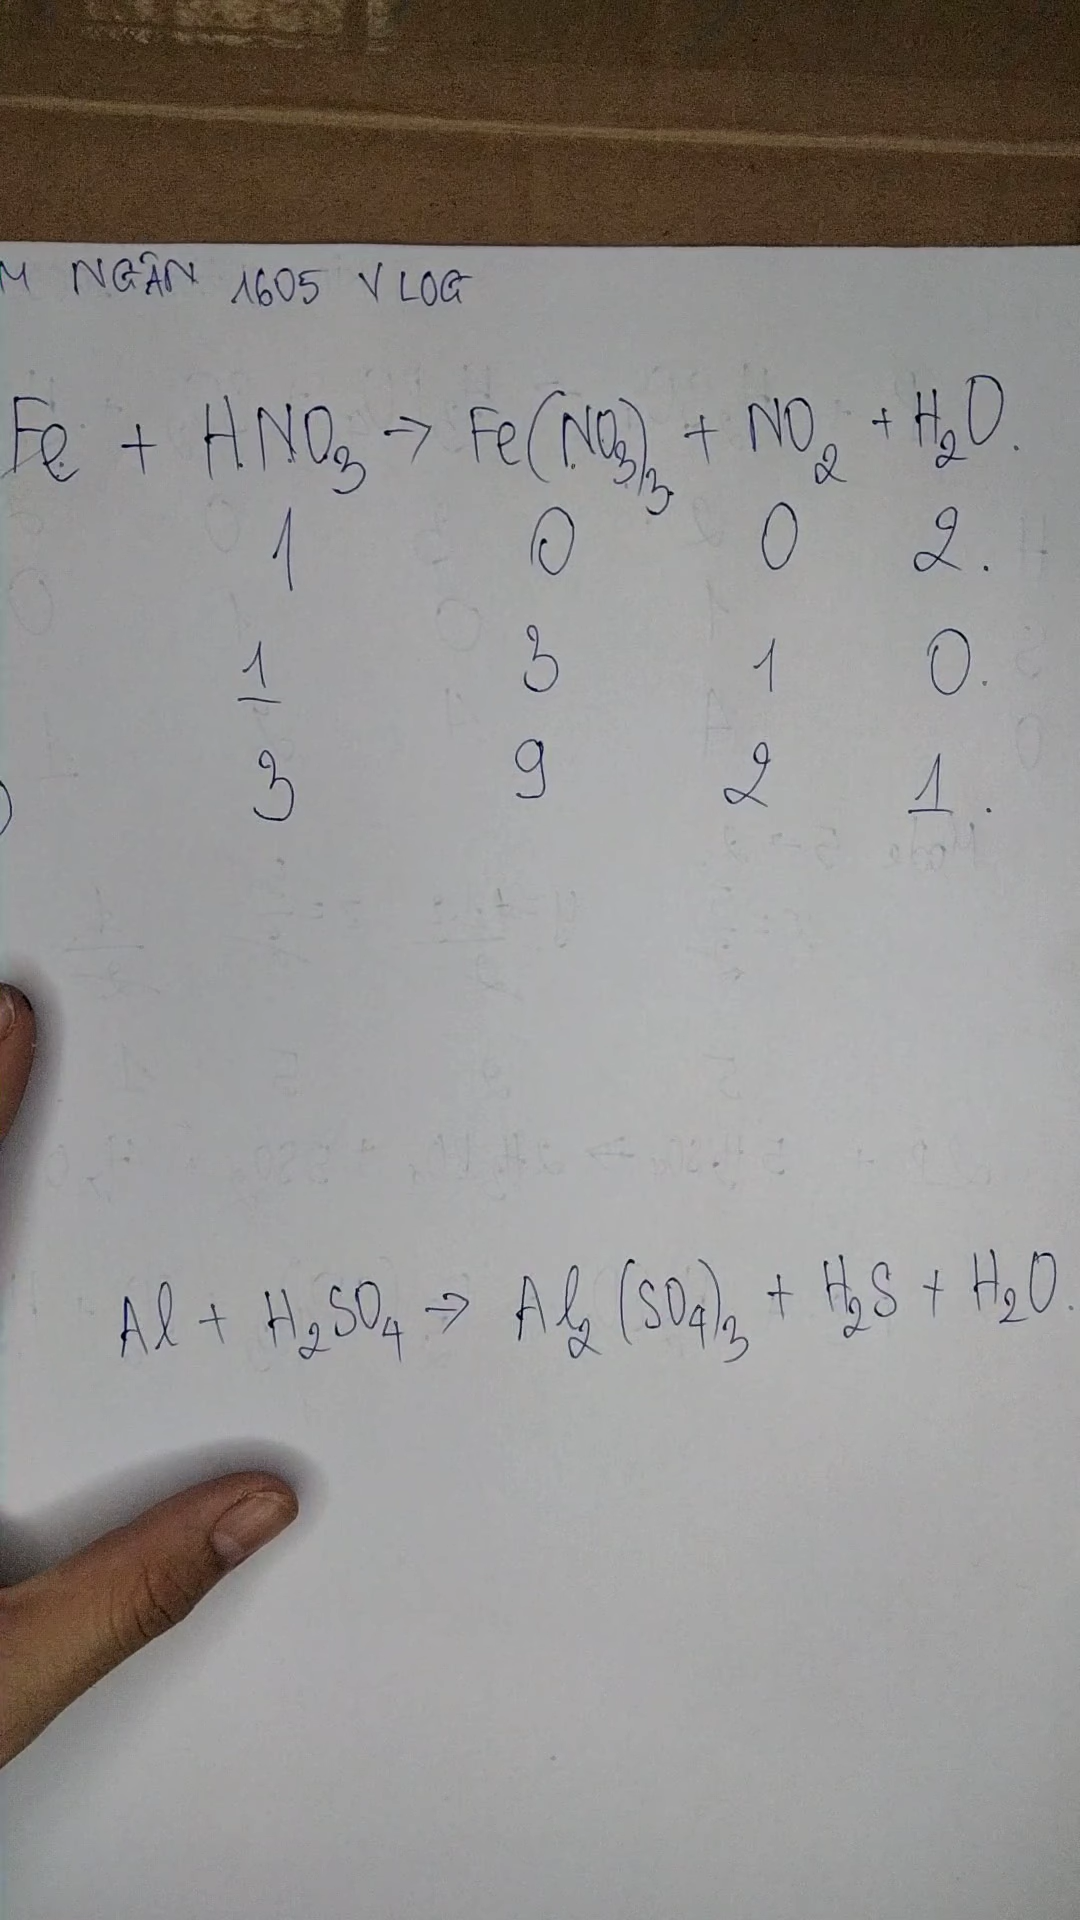 NGÂN 1605 VLOG
Fe + HNO₃ → Fe(NO₃)₃ + NO₂ + H₂O.
1 0 0 2.
1 3 1 0.
3 9 2 1.
Al + H₂SO₄ → Al₂(SO₄)₃ + H₂S + H₂O.